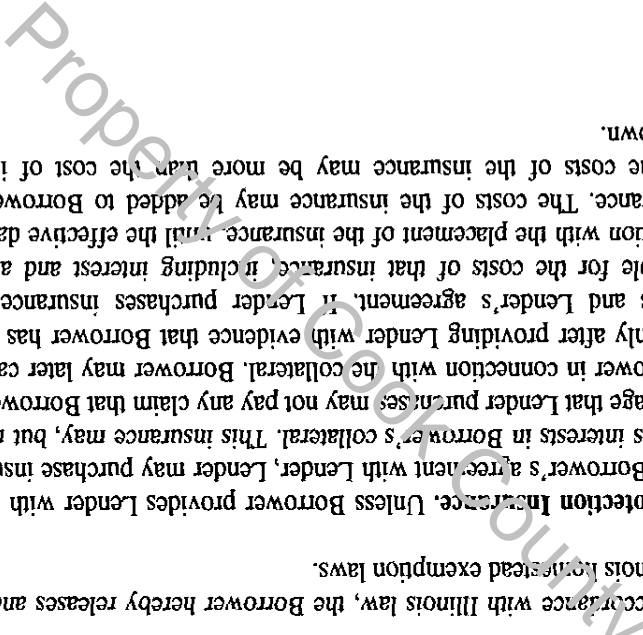 ccordance with Illinois law, the Borrower hereby releases and
nois homestead exemption laws.
otection Insurance. Unless Borrower provides Lender with
Borrower's agreement with Lender, Lender may purchase insu
s interests in Borrower's collateral. This insurance may, but
age that Lender purchases may not pay any claim that Borrowe
ower in connection with the collateral. Borrower may later ca
nly after providing Lender with evidence that Borrower has
s and Lender's agreement. If Lender purchases insurance
ble for the costs of that insurance, including interest and a
tion with the placement of the insurance, until the effective da
rance. The costs of the insurance may be added to Borrowe
he costs of the insurance may be more than the cost of i
own.
Property of Cook County